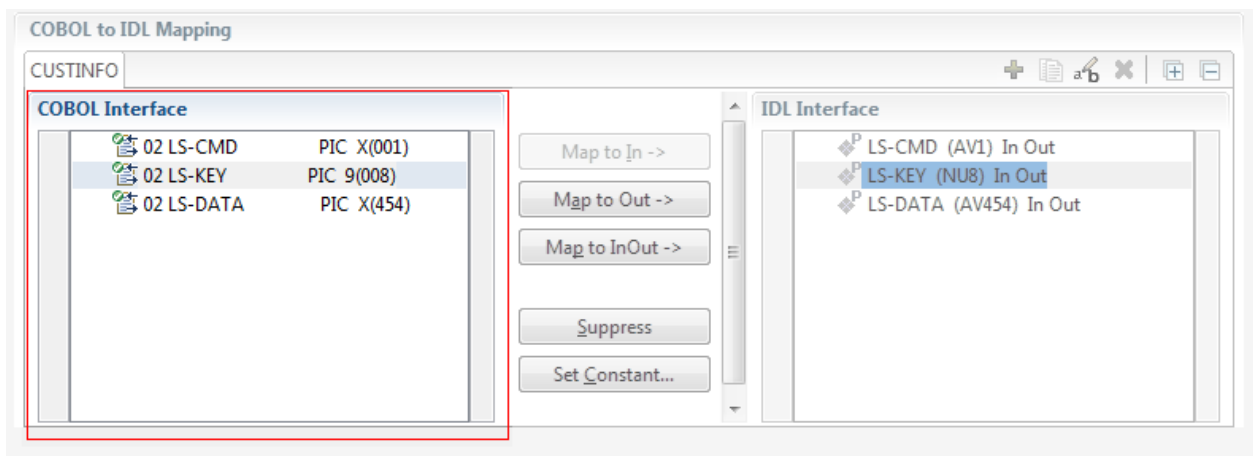 COBOL to IDL Mapping
CUSTINFO
COBOL Interface
02 LS-CMD PIC X(001)
02 LS-KEY PIC 9(008)
02 LS-DATA PIC X(454)
Map to In ->
Map to Out ->
Map to InOut ->
Suppress
Set Constant...
IDL Interface
LS-CMD (AV1) In Out
LS-KEY (NU8) In Out
LS-DATA (AV454) In Out